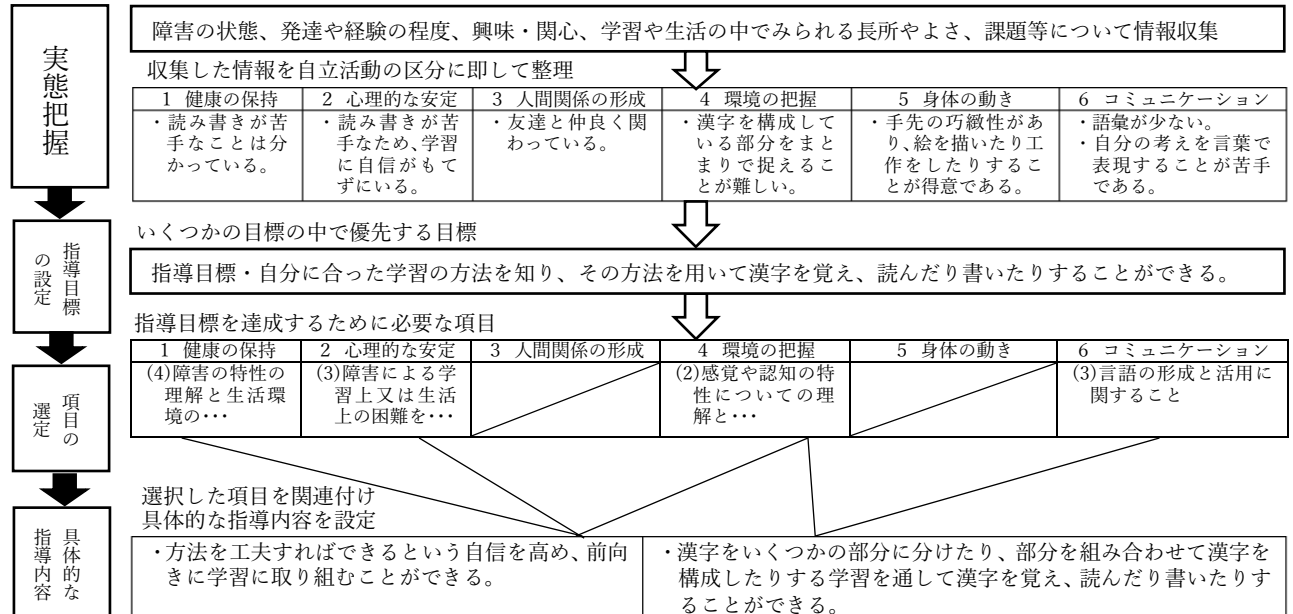 実態把握
障害の状態、発達や経験の程度、興味・関心、学習や生活の中でみられる長所やよさ、課題等について情報収集
収集した情報を自立活動の区分に即して整理
1 健康の保持
・読み書きが苦
手なことは分
かっている。
2 心理的な安定
・読み書きが苦
手なため、学習
に自信がもて
ずにいる。
3 人間関係の形成
・友達と仲良く関
わっている。
4 環境の把握
・漢字を構成して
いる部分をまと
まりで捉えるこ
とが難しい。
5 身体の動き
・手先の巧緻性があ
り、絵を描いたり工
作をしたりするこ
とが得意である。
6 コミュニケーション
・語彙が少ない。
・自分の考えを言葉で
表現することが苦手
である。
指導目標
の設定
いくつかの目標の中で優先する目標
指導目標・自分に合った学習の方法を知り、その方法を用いて漢字を覚え、読んだり書いたりすることができる。
項目の
選定
指導目標を達成するために必要な項目
1 健康の保持
(4)障害の特性の
理解と生活環
境の・・・
2 心理的な安定
(3)障害による学
習上又は生活
上の困難を・・・
3 人間関係の形成
4 環境の把握
(2)感覚や認知の特
性についての理
解と・・・
5 身体の動き
6 コミュニケーション
(3)言語の形成と活用に
関すること
具体的な
指導内容
選択した項目を関連付け
具体的な指導内容を設定
・方法を工夫すればできるという自信を高め、前向
きに学習に取り組むことができる。
・漢字をいくつかの部分に分けたり、部分を組み合わせて漢字を
構成したりする学習を通して漢字を覚え、読んだり書いたりす
ることができる。